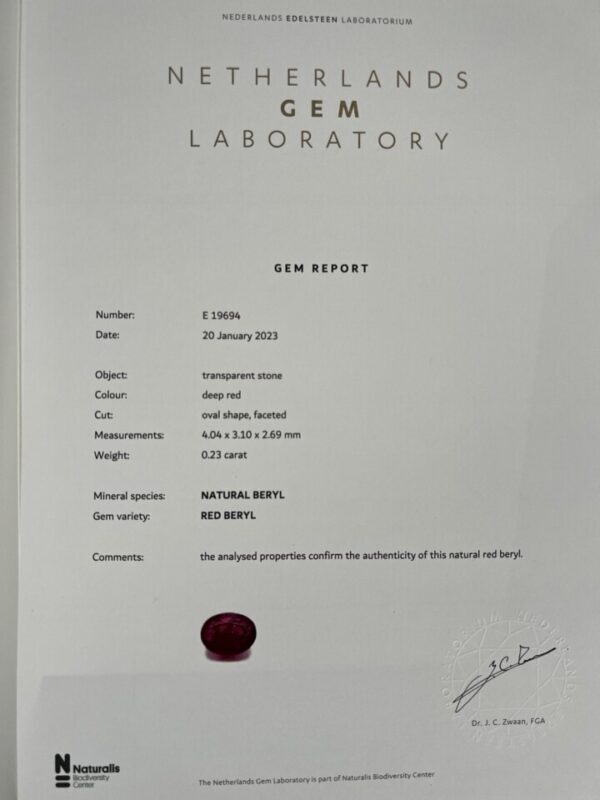 NEDERLANDS EDELSTEEN LABORATORIUM
NETHERLANDS
GEM
LABORATORY
GEM REPORT
Number: E 19694
Date: 20 January 2023
Object: transparent stone
Colour: deep red
Cut: oval shape, faceted
Measurements: 4.04 x 3.10 x 2.69 mm
Weight: 0.23 carat
Mineral species: NATURAL BERYL
Gem variety: RED BERYL
Comments: the analysed properties confirm the authenticity of this natural red beryl.
Dr. J. C. Zwaan, FGA
N Naturalis
Biodiversity
Center
The Netherlands Gem Laboratory is part of Naturalis Biodiversity Center